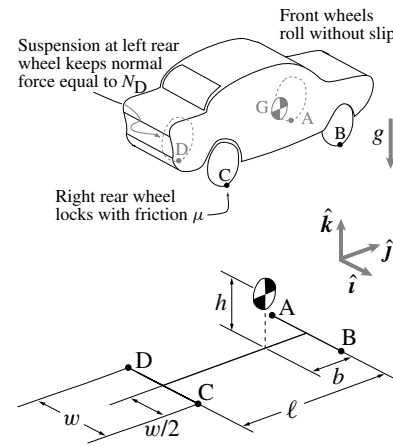 Front wheels
roll without slip
Suspension at left rear
wheel keeps normal
force equal to N_D
G
A
D
B
C
g
Right rear wheel
locks with friction μ
k̂
ĵ
î
h
A
B
D
C
b
ℓ
w
w/2